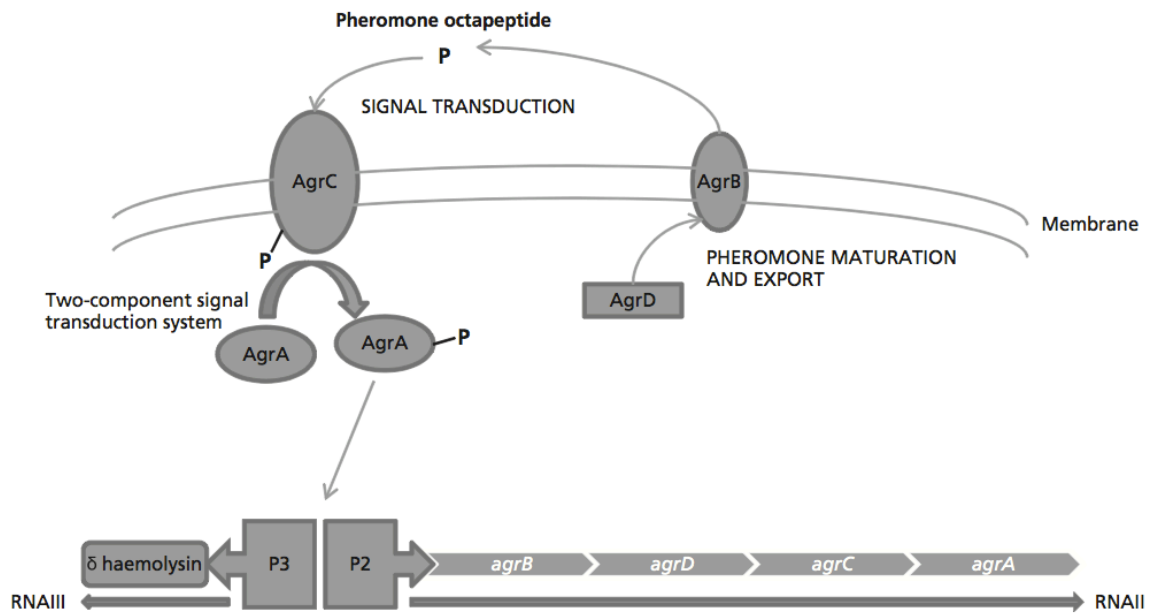 Pheromone octapeptide
P
SIGNAL TRANSDUCTION
AgrC
AgrB
Membrane
P
PHEROMONE MATURATION
AND EXPORT
Two-component signal
transduction system
AgrD
AgrA
AgrA
P
δ haemolysin
P3
P2
agrB
agrD
agrC
agrA
RNAIII
RNAII